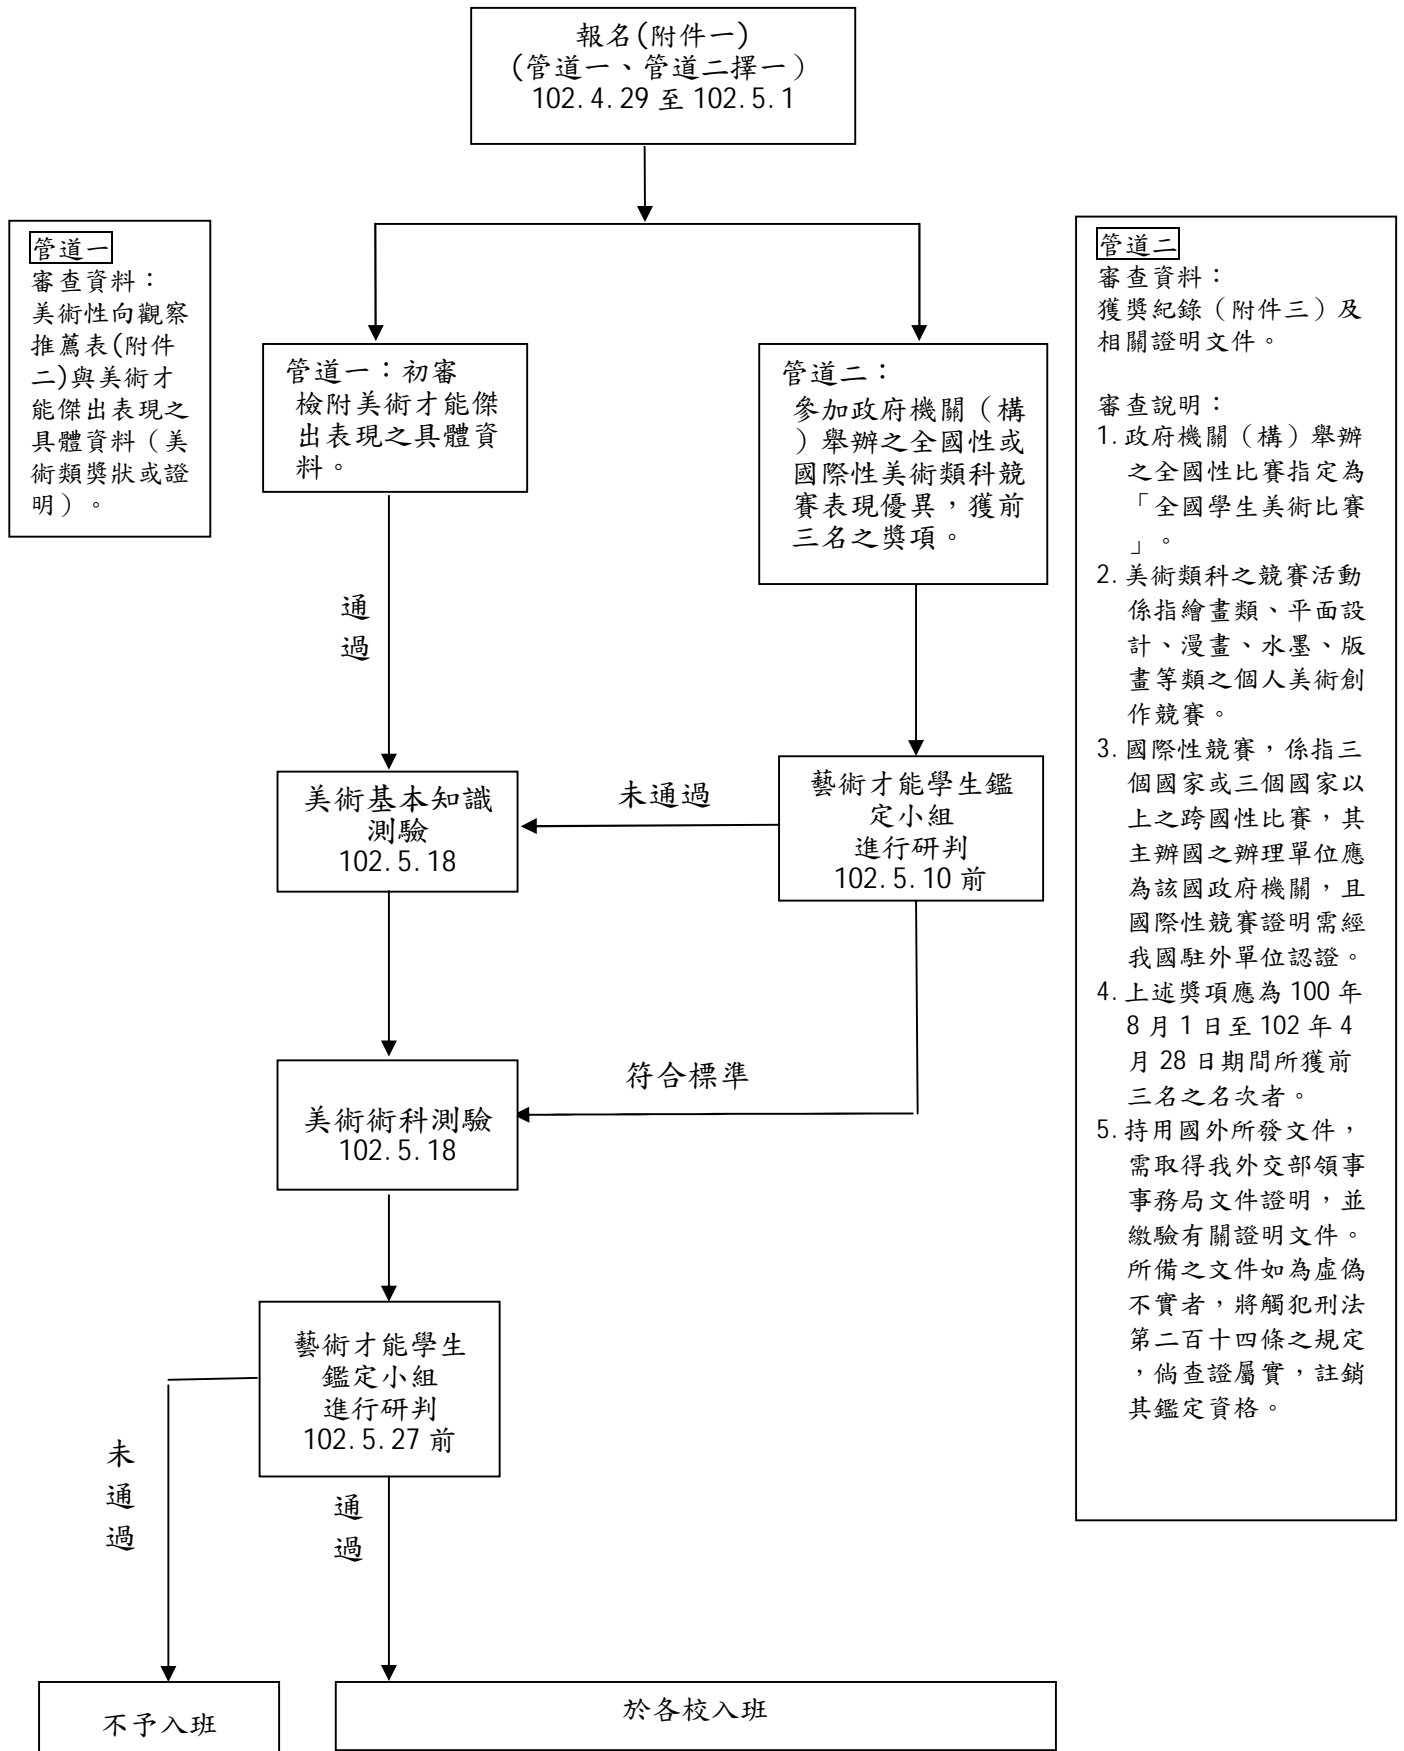 報名(附件一)
(管道一、管道二擇一)
102.4.29 至 102.5.1
管道一
審查資料：
美術性向觀察
推薦表(附件
二)與美術才
能傑出表現之
具體資料（美
術類獎狀或證
明）。
管道一：初審
檢附美術才能傑
出表現之具體資
料。
管道二：
參加政府機關（構
）舉辦之全國性或
國際性美術類科競
賽表現優異，獲前
三名之獎項。
管道二
審查資料：
獲獎紀錄（附件三）及
相關證明文件。
審查說明：
1.政府機關（構）舉辦
之全國性比賽指定為
「全國學生美術比賽
」。
2.美術類科之競賽活動
係指繪畫類、平面設
計、漫畫、水墨、版
畫等類之個人美術創
作競賽。
3.國際性競賽，係指三
個國家或三個國家以
上之跨國性比賽，其
主辦國之辦理單位應
為該國政府機關，且
國際性競賽證明需經
我國駐外單位認證。
4.上述獎項應為 100 年
8 月 1 日至 102 年 4
月 28 日期間所獲前
三名之名次者。
5.持用國外所發文件，
需取得我外交部領事
事務局文件證明，並
繳驗有關證明文件。
所備之文件如為虛偽
不實者，將觸犯刑法
第二百十四條之規定
，倘查證屬實，註銷
其鑑定資格。
通
過
美術基本知識
測驗
102.5.18
未通過
藝術才能學生鑑
定小組
進行研判
102.5.10 前
符合標準
美術術科測驗
102.5.18
藝術才能學生
鑑定小組
進行研判
102.5.27 前
未
通
過
通
過
不予入班
於各校入班